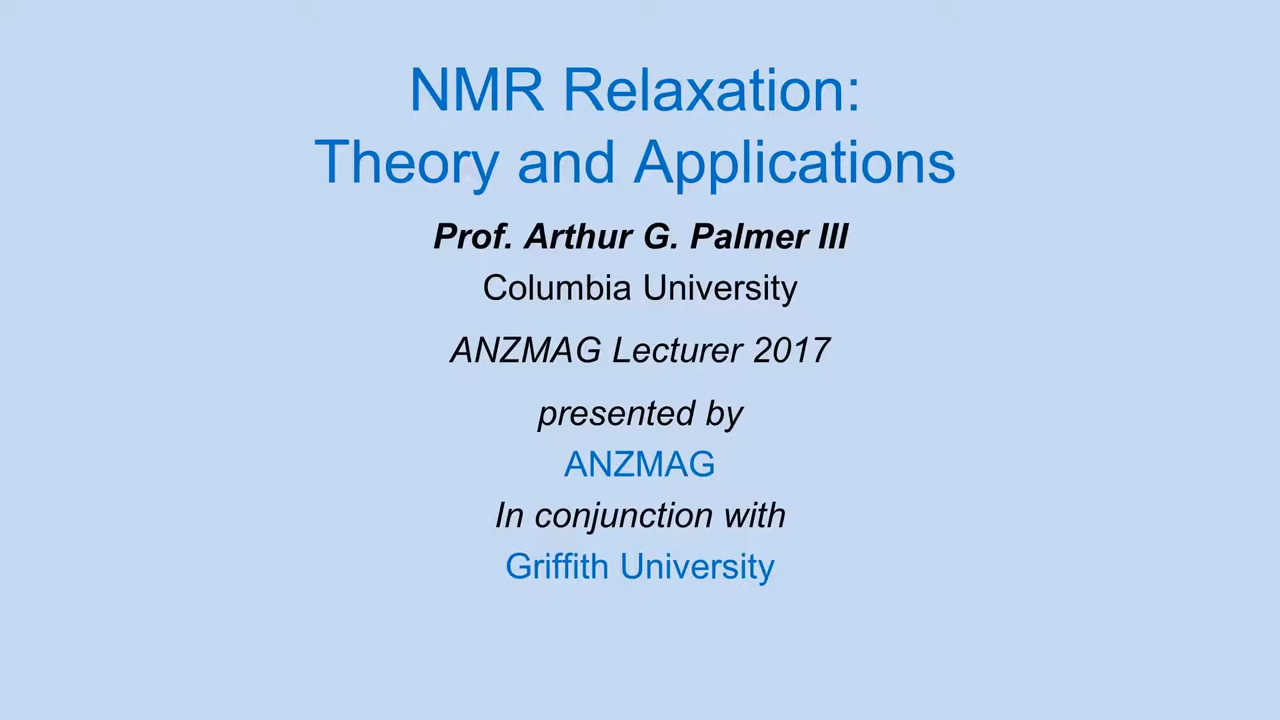 NMR Relaxation:
Theory and Applications
Prof. Arthur G. Palmer III
Columbia University
ANZMAG Lecturer 2017
presented by
ANZMAG
In conjunction with
Griffith University